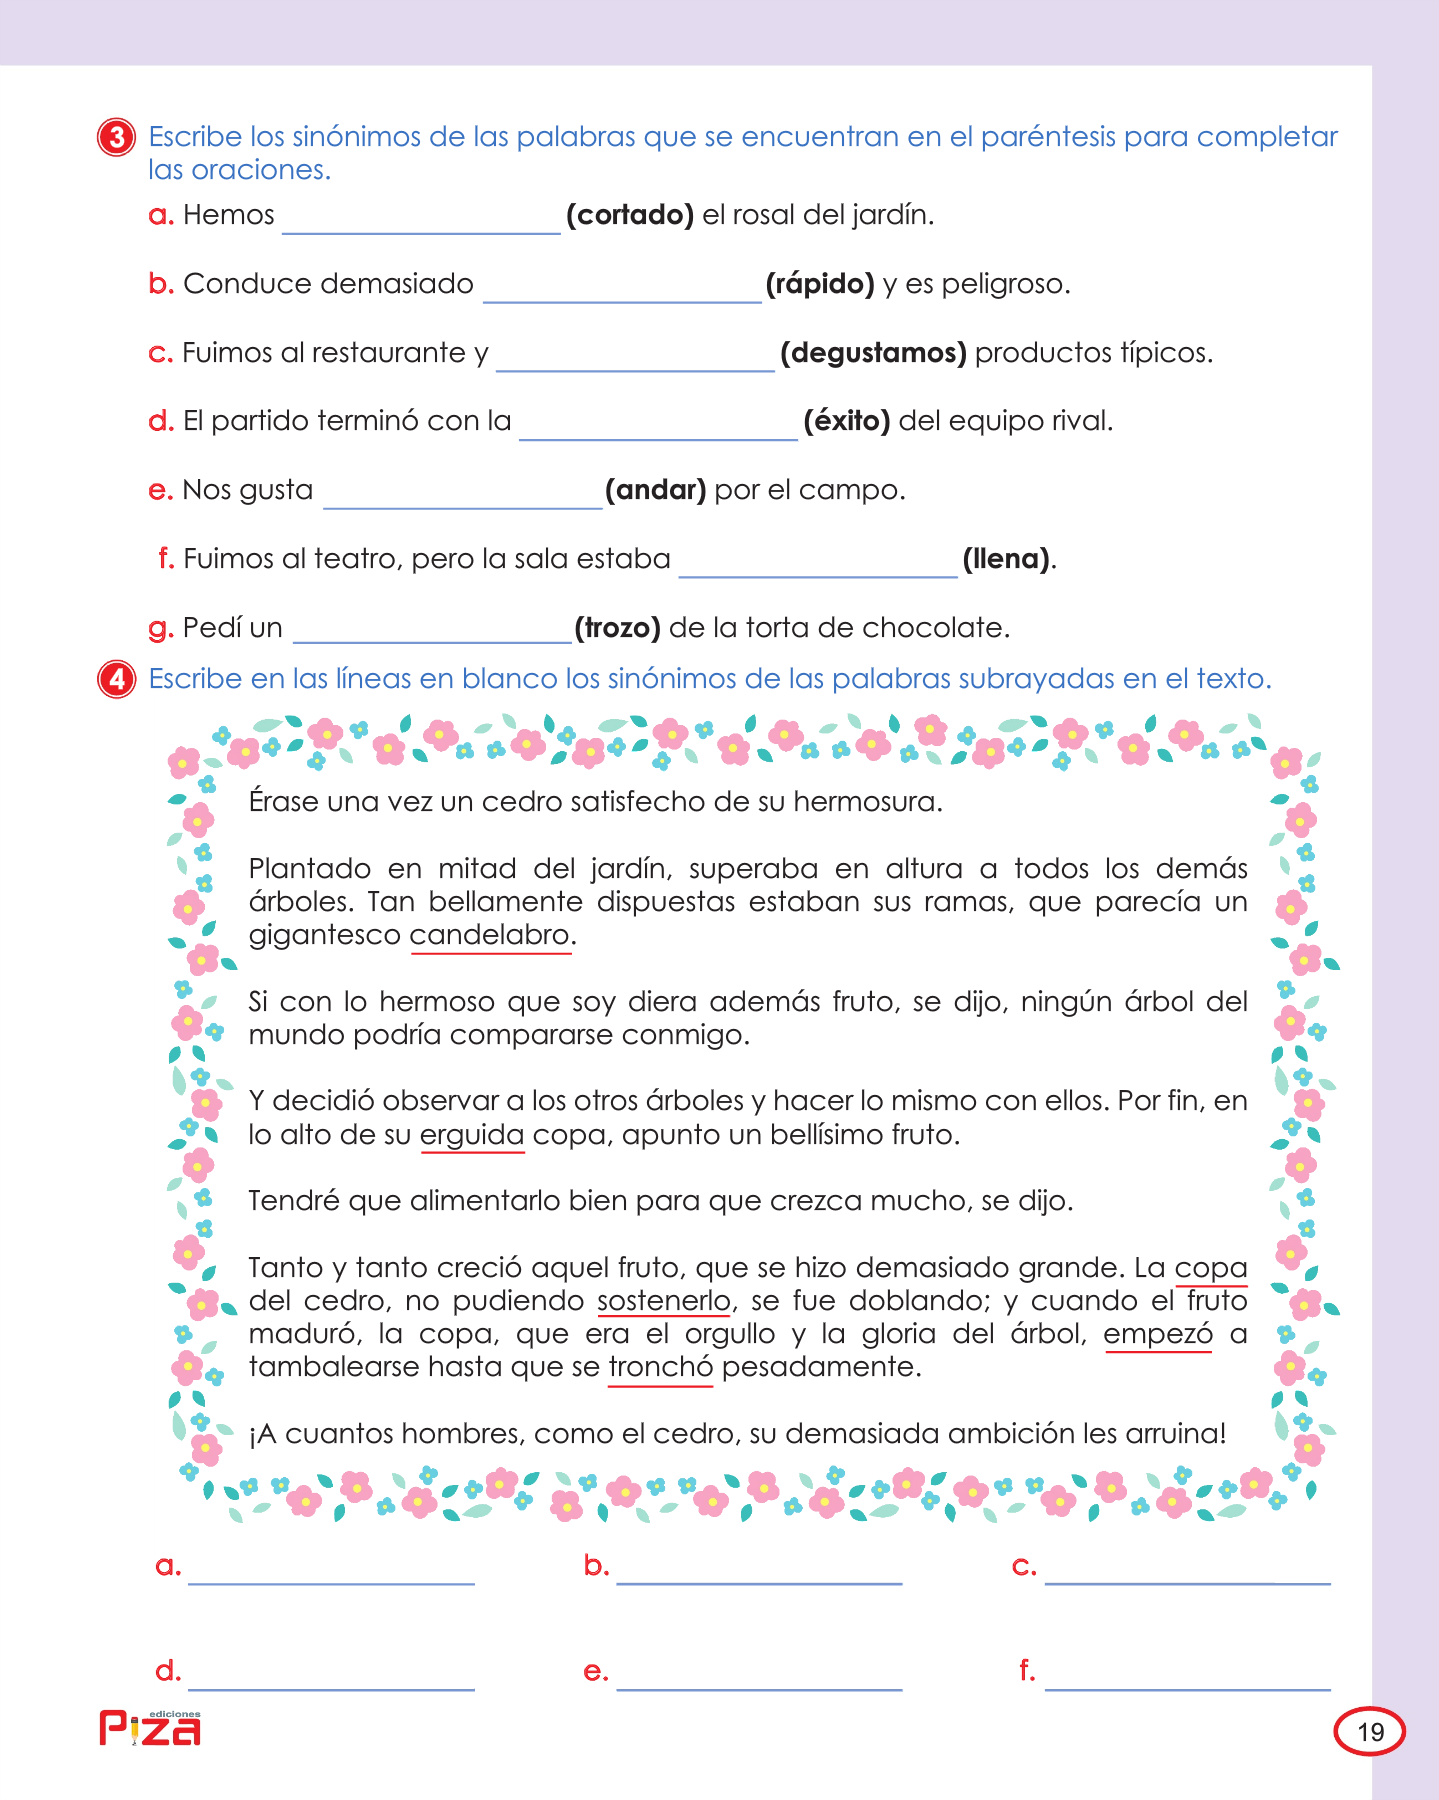 3 Escribe los sinónimos de las palabras que se encuentran en el paréntesis para completar
las oraciones.
a. Hemos ____________ (cortado) el rosal del jardín.
b. Conduce demasiado ____________ (rápido) y es peligroso.
c. Fuimos al restaurante y ____________ (degustamos) productos típicos.
d. El partido terminó con la ____________ (éxito) del equipo rival.
e. Nos gusta ____________ (andar) por el campo.
f. Fuimos al teatro, pero la sala estaba ____________ (llena).
g. Pedí un ____________ (trozo) de la torta de chocolate.
4 Escribe en las líneas en blanco los sinónimos de las palabras subrayadas en el texto.
Érase una vez un cedro satisfecho de su hermosura.
Plantado en mitad del jardín, superaba en altura a todos los demás
árboles. Tan bellamente dispuestas estaban sus ramas, que parecía un
gigantesco candelabro.
Si con lo hermoso que soy diera además fruto, se dijo, ningún árbol del
mundo podría compararse conmigo.
Y decidió observar a los otros árboles y hacer lo mismo con ellos. Por fin, en
lo alto de su erguida copa, apunto un bellísimo fruto.
Tendré que alimentarlo bien para que crezca mucho, se dijo.
Tanto y tanto creció aquel fruto, que se hizo demasiado grande. La copa
del cedro, no pudiendo sostenerlo, se fue doblando; y cuando el fruto
maduró, la copa, que era el orgullo y la gloria del árbol, empezó a
tambalearse hasta que se tronchó pesadamente.
¡A cuantos hombres, como el cedro, su demasiada ambición les arruina!
a. ____________ b. ____________ c. ____________
d. ____________ e. ____________ f. ____________
ediciones
Piza
19